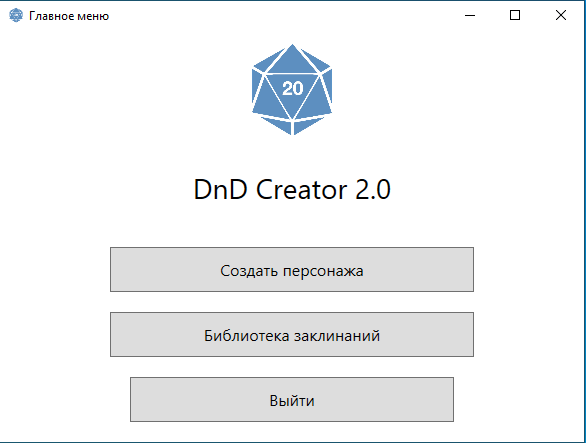 Главное меню
20
DnD Creator 2.0
Создать персонажа
Библиотека заклинаний
Выйти